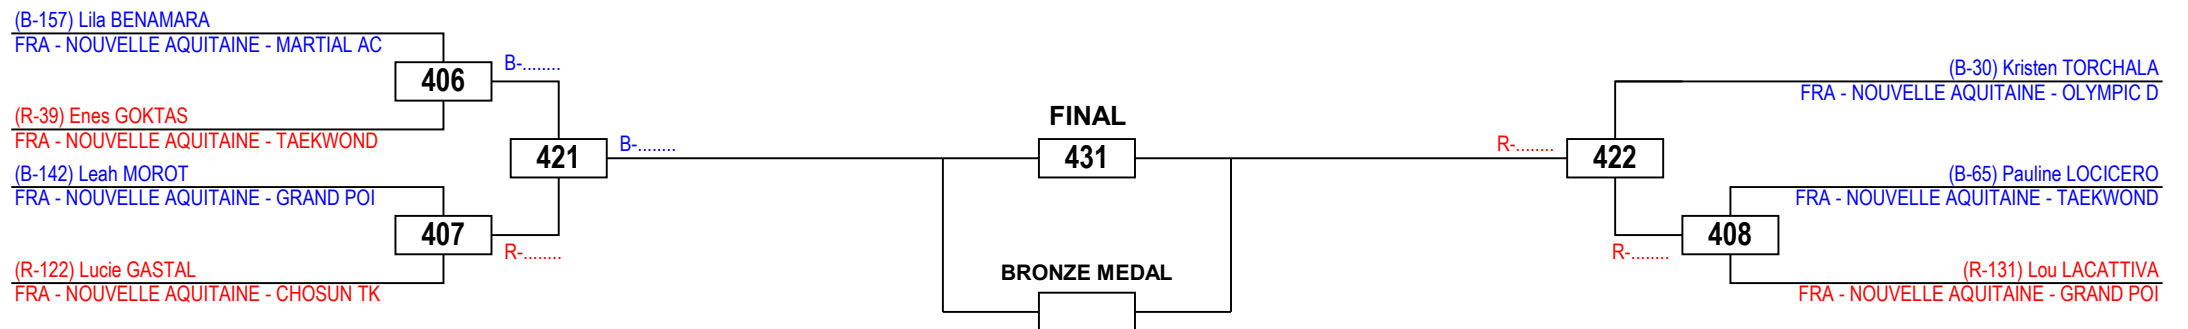 (B-157) Lila BENAMARA
FRA - NOUVELLE AQUITAINE - MARTIAL AC
406
B-........
(R-39) Enes GOKTAS
FRA - NOUVELLE AQUITAINE - TAEKWOND
421
B-........
(B-142) Leah MOROT
FRA - NOUVELLE AQUITAINE - GRAND POI
407
R-........
(R-122) Lucie GASTAL
FRA - NOUVELLE AQUITAINE - CHOSUN TK
FINAL
431
BRONZE MEDAL
(B-30) Kristen TORCHALA
FRA - NOUVELLE AQUITAINE - OLYMPIC D
R-........
422
(B-65) Pauline LOCICERO
FRA - NOUVELLE AQUITAINE - TAEKWOND
R-........
408
(R-131) Lou LACATTIVA
FRA - NOUVELLE AQUITAINE - GRAND POI